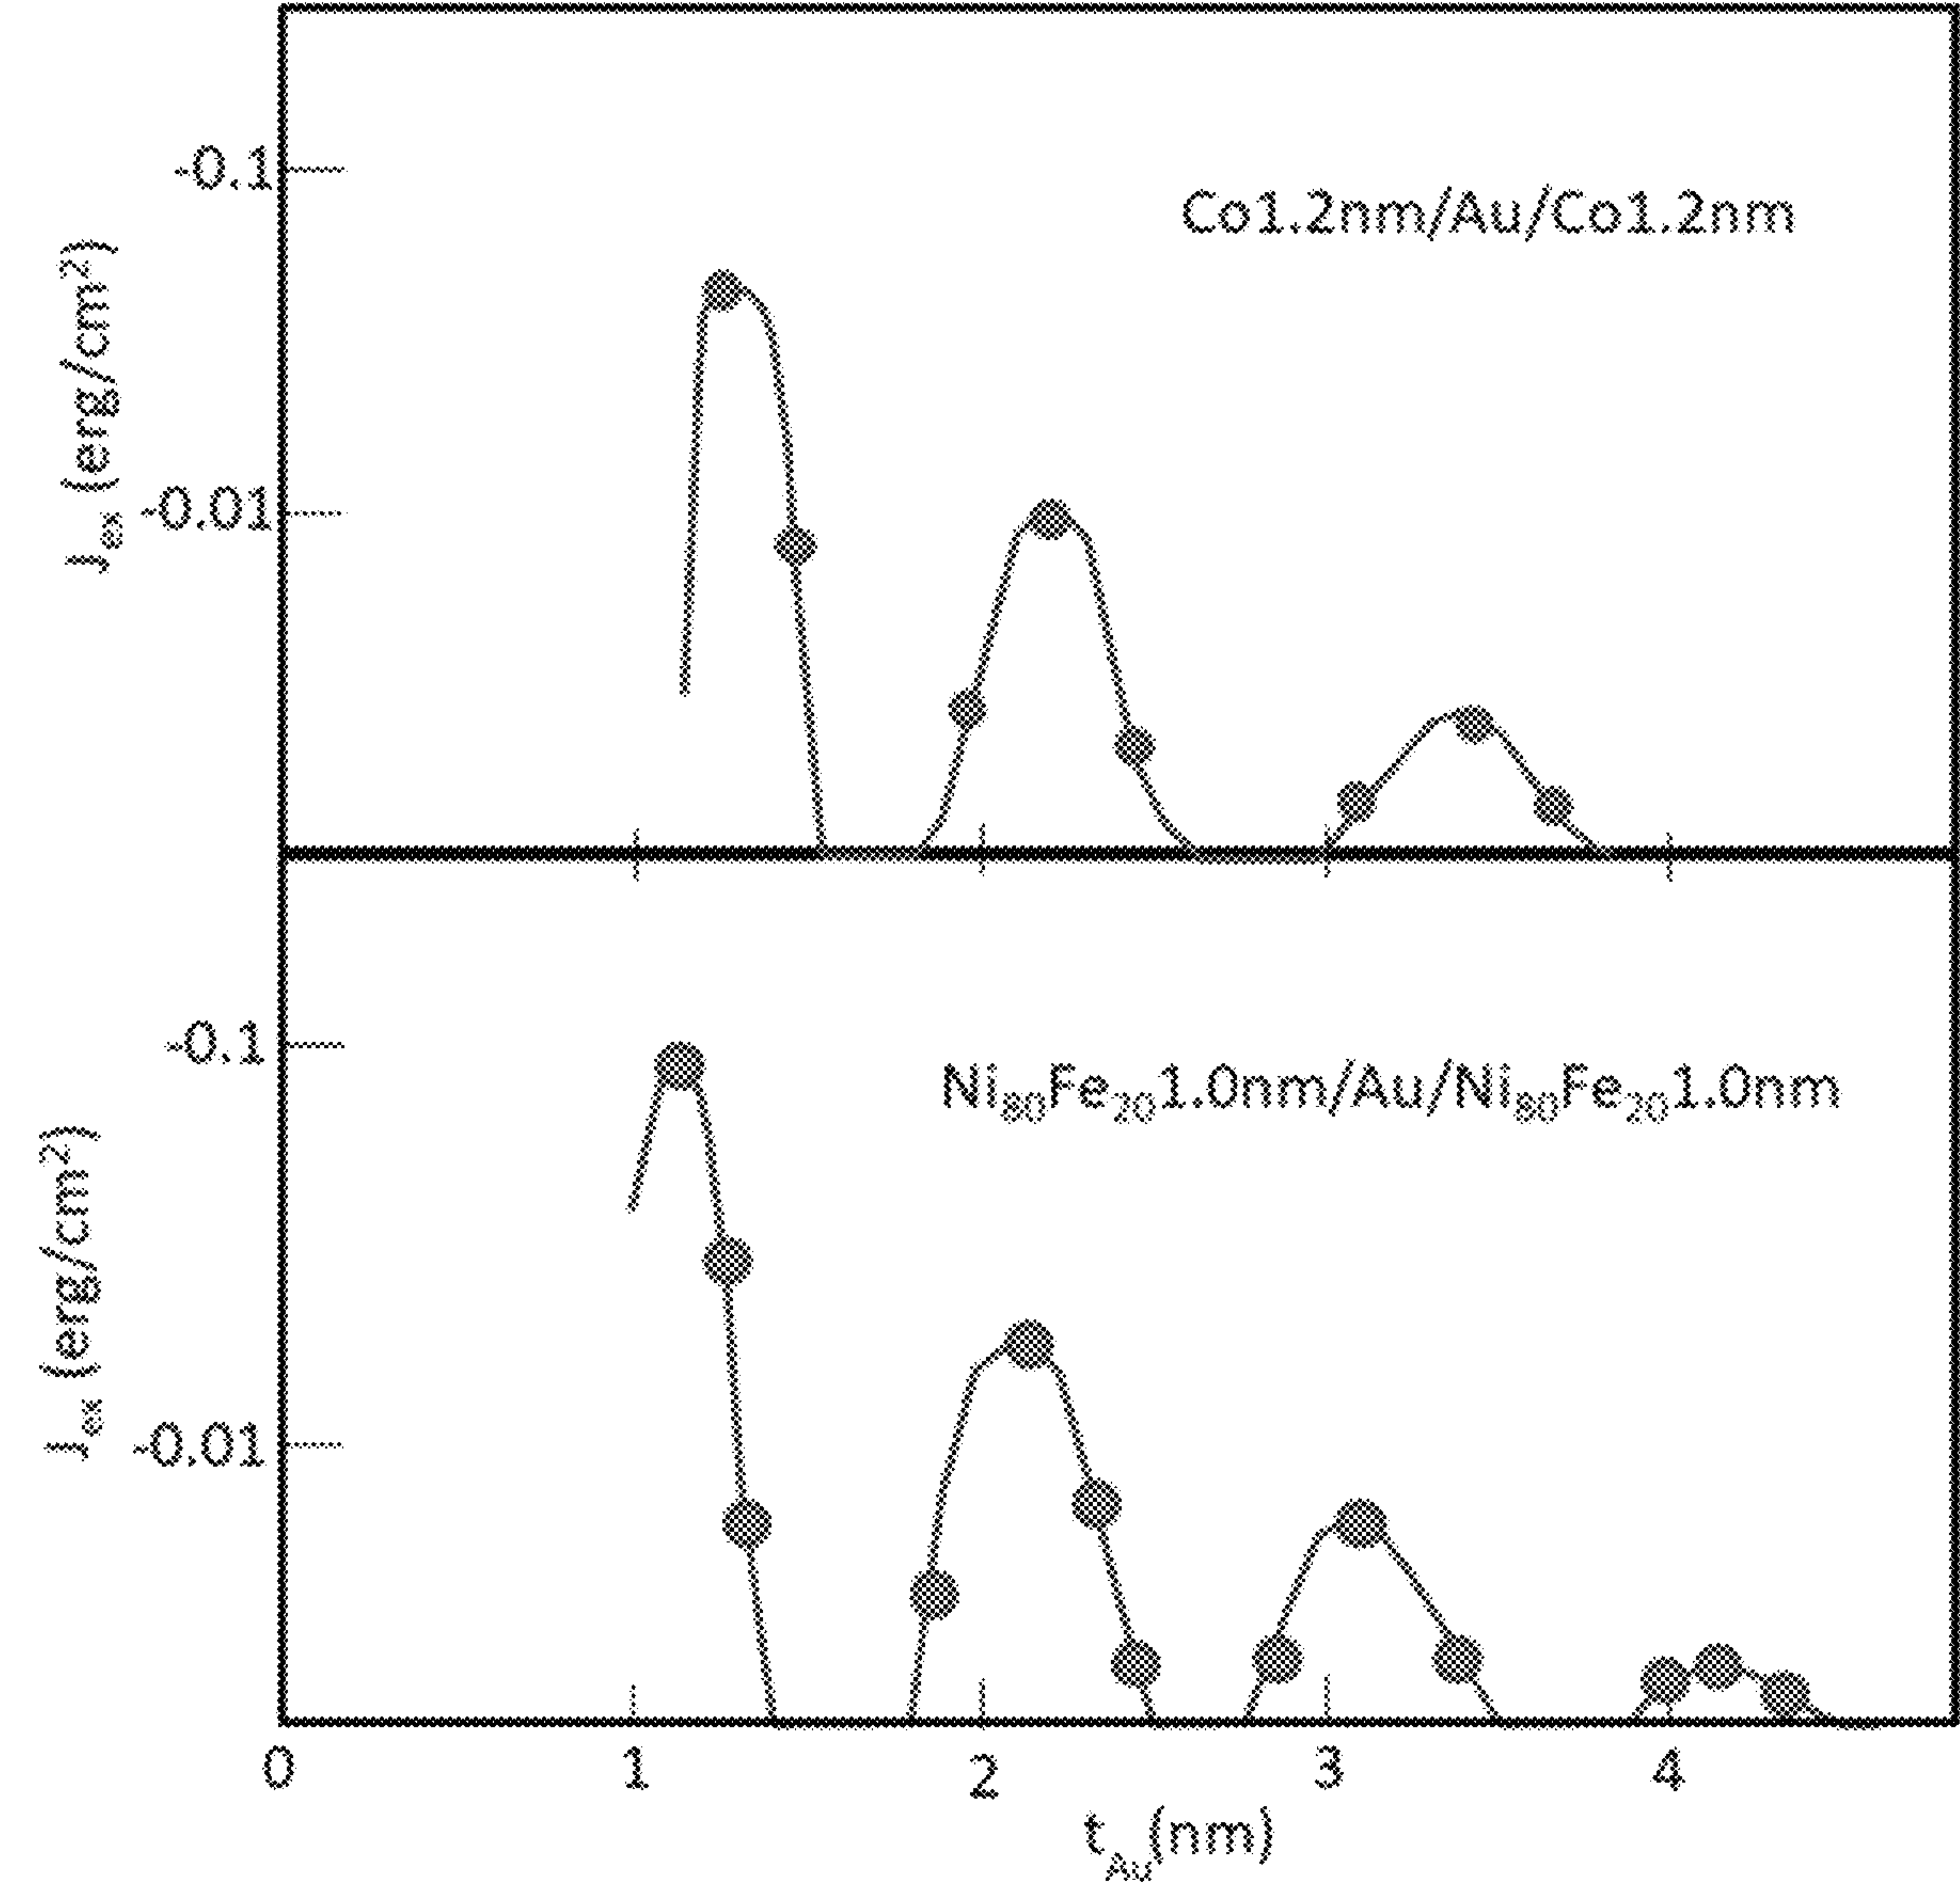 -0.1
Co1.2nm/Au/Co1.2nm
-0.01
Jex (erg/cm2)
-0.1
Ni80Fe201.0nm/Au/Ni80Fe201.0nm
-0.01
Jex (erg/cm2)
0 1 2 3 4
tAu(nm)